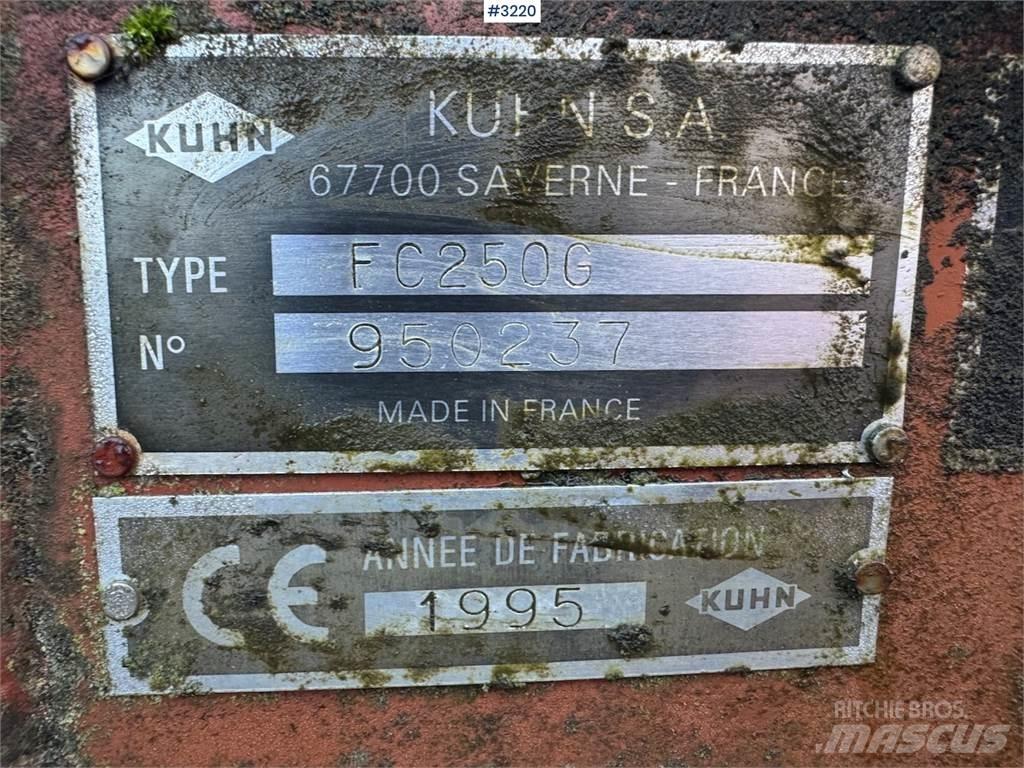 #3220
KUHN
KUHN S.A.
67700 SAVERNE - FRANCE
TYPE FC250G
Nº 950237
MADE IN FRANCE
CE
ANNEE DE FABRICATION
1995
KUHN
RITCHIE BROS.
MASCUS